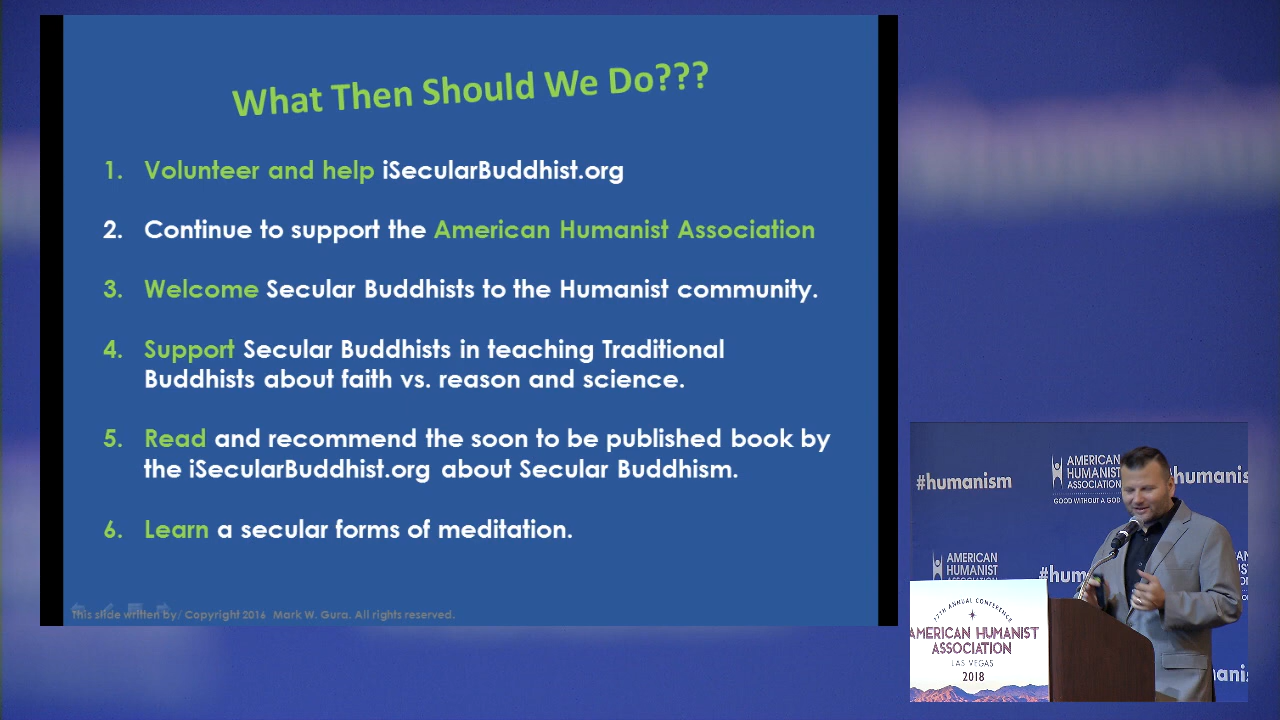 What Then Should We Do???
1. Volunteer and help iSecularBuddhist.org
2. Continue to support the American Humanist Association
3. Welcome Secular Buddhists to the Humanist community.
4. Support Secular Buddhists in teaching Traditional
Buddhists about faith vs. reason and science.
5. Read and recommend the soon to be published book by
the iSecularBuddhist.org about Secular Buddhism.
6. Learn a secular forms of meditation.
This slide written by/ Copyright 2016 Mark W. Gura. All rights reserved.
#humanism
AMERICAN
HUMANIST
ASSOCIATION
GOOD WITHOUT A GOD
humanis
AMERICAN
HUMANIST
ASSOCIATION
#hum
77TH ANNUAL CONFERENCE
AMERICAN HUMANIST
ASSOCIATION
LAS VEGAS
2018